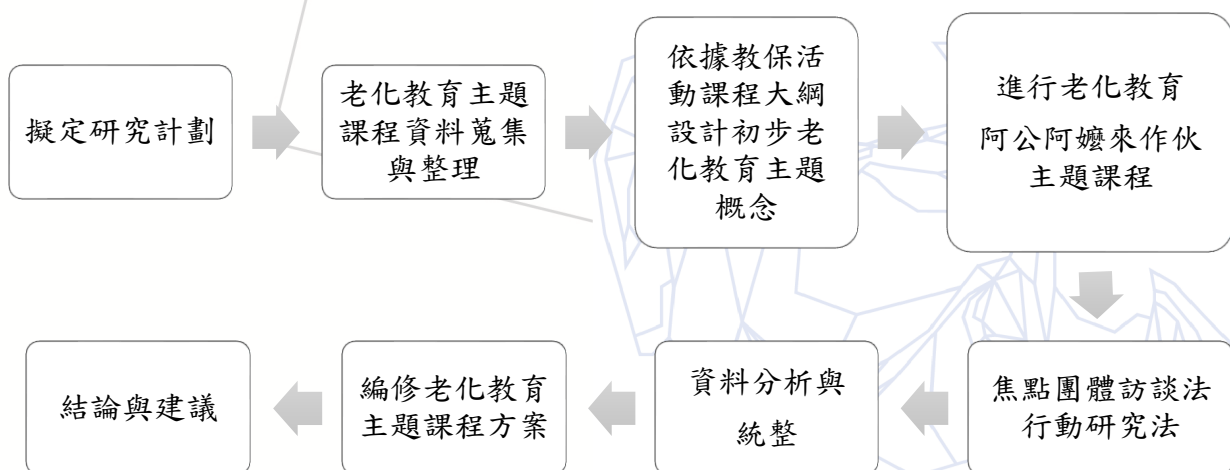 擬定研究計劃
老化教育主題
課程資料蒐集
與整理
依據教保活
動課程大綱
設計初步老
化教育主題
概念
進行老化教育
阿公阿嬤來作伙
主題課程
焦點團體訪談法
行動研究法
資料分析與
統整
編修老化教育
主題課程方案
結論與建議